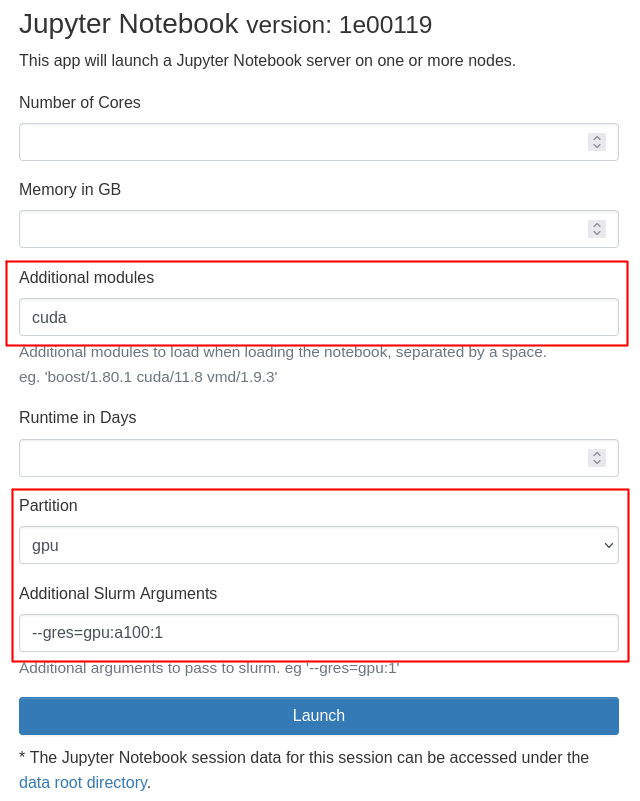 Jupyter Notebook version: 1e00119
This app will launch a Jupyter Notebook server on one or more nodes.
Number of Cores
Memory in GB
Additional modules
cuda
Additional modules to load when loading the notebook, separated by a space.
eg. 'boost/1.80.1 cuda/11.8 vmd/1.9.3'
Runtime in Days
Partition
gpu
Additional Slurm Arguments
--gres=gpu:a100:1
Additional arguments to pass to slurm. eg '--gres=gpu:1'
Launch
* The Jupyter Notebook session data for this session can be accessed under the
data root directory.